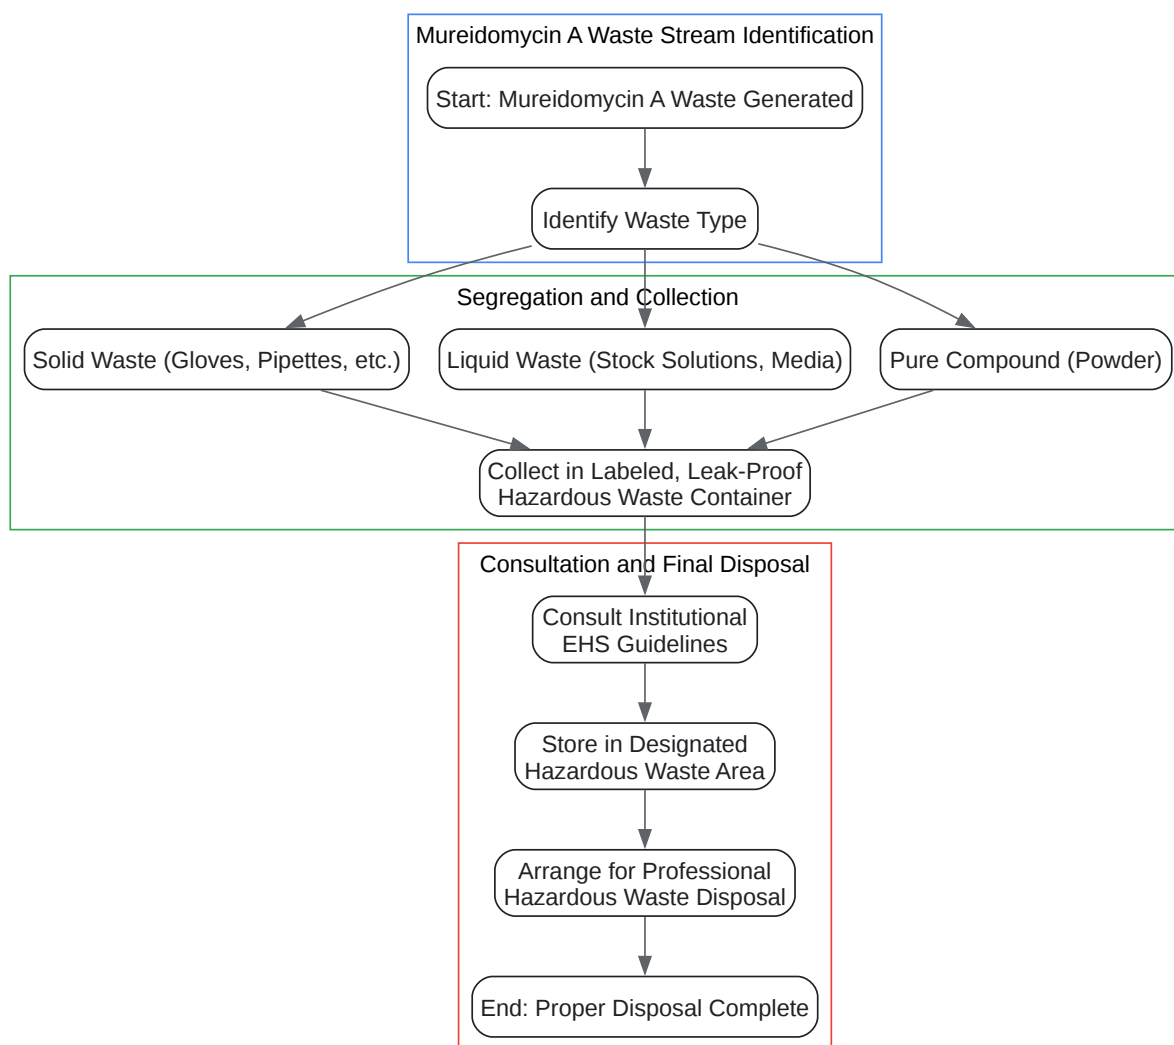 Mureidomycin A Waste Stream Identification
Start: Mureidomycin A Waste Generated
Identify Waste Type
Segregation and Collection
Solid Waste (Gloves, Pipettes, etc.)
Liquid Waste (Stock Solutions, Media)
Pure Compound (Powder)
Collect in Labeled, Leak-Proof
Hazardous Waste Container
Consultation and Final Disposal
Consult Institutional
EHS Guidelines
Store in Designated
Hazardous Waste Area
Arrange for Professional
Hazardous Waste Disposal
End: Proper Disposal Complete